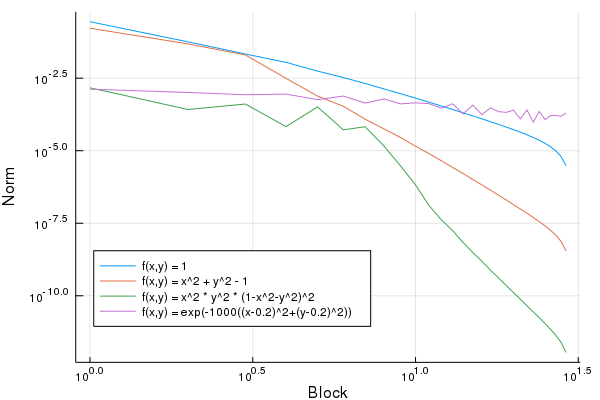 Norm
10^-2.5
10^-5.0
10^-7.5
10^-10.0
f(x,y) = 1
f(x,y) = x^2 + y^2 - 1
f(x,y) = x^2 * y^2 * (1-x^2-y^2)^2
f(x,y) = exp(-1000((x-0.2)^2+(y-0.2)^2))
10^0.0 10^0.5 10^1.0 10^1.5
Block